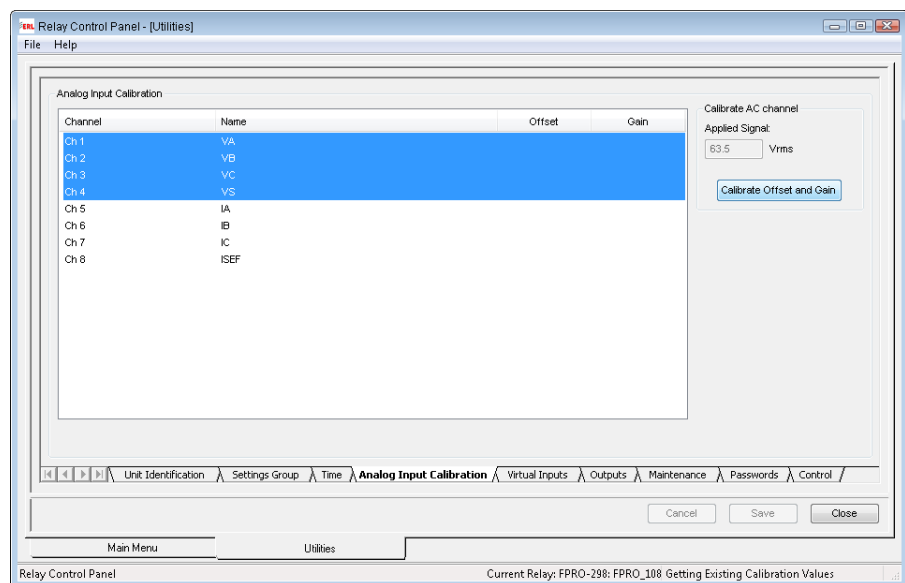 ERL Relay Control Panel - [Utilities]
File Help
Analog Input Calibration
Channel Name Offset Gain
Ch 1 VA
Ch 2 VB
Ch 3 VC
Ch 4 VS
Ch 5 IA
Ch 6 IB
Ch 7 IC
Ch 8 ISEF
Calibrate AC channel
Applied Signal:
63.5 Vrms
Calibrate Offset and Gain
Unit Identification Settings Group Time Analog Input Calibration Virtual Inputs Outputs Maintenance Passwords Control
Cancel Save Close
Main Menu Utilities
Relay Control Panel Current Relay: FPRO-298: FPRO_108 Getting Existing Calibration Values